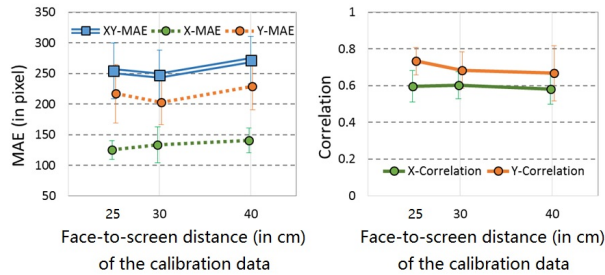 XY-MAE X-MAE Y-MAE
350
300
250
200
150
100
50
MAE (in pixel)
25 30 40
Face-to-screen distance (in cm)
of the calibration data
1
0.8
0.6
0.4
0.2
0
Correlation
X-Correlation Y-Correlation
25 30 40
Face-to-screen distance (in cm)
of the calibration data